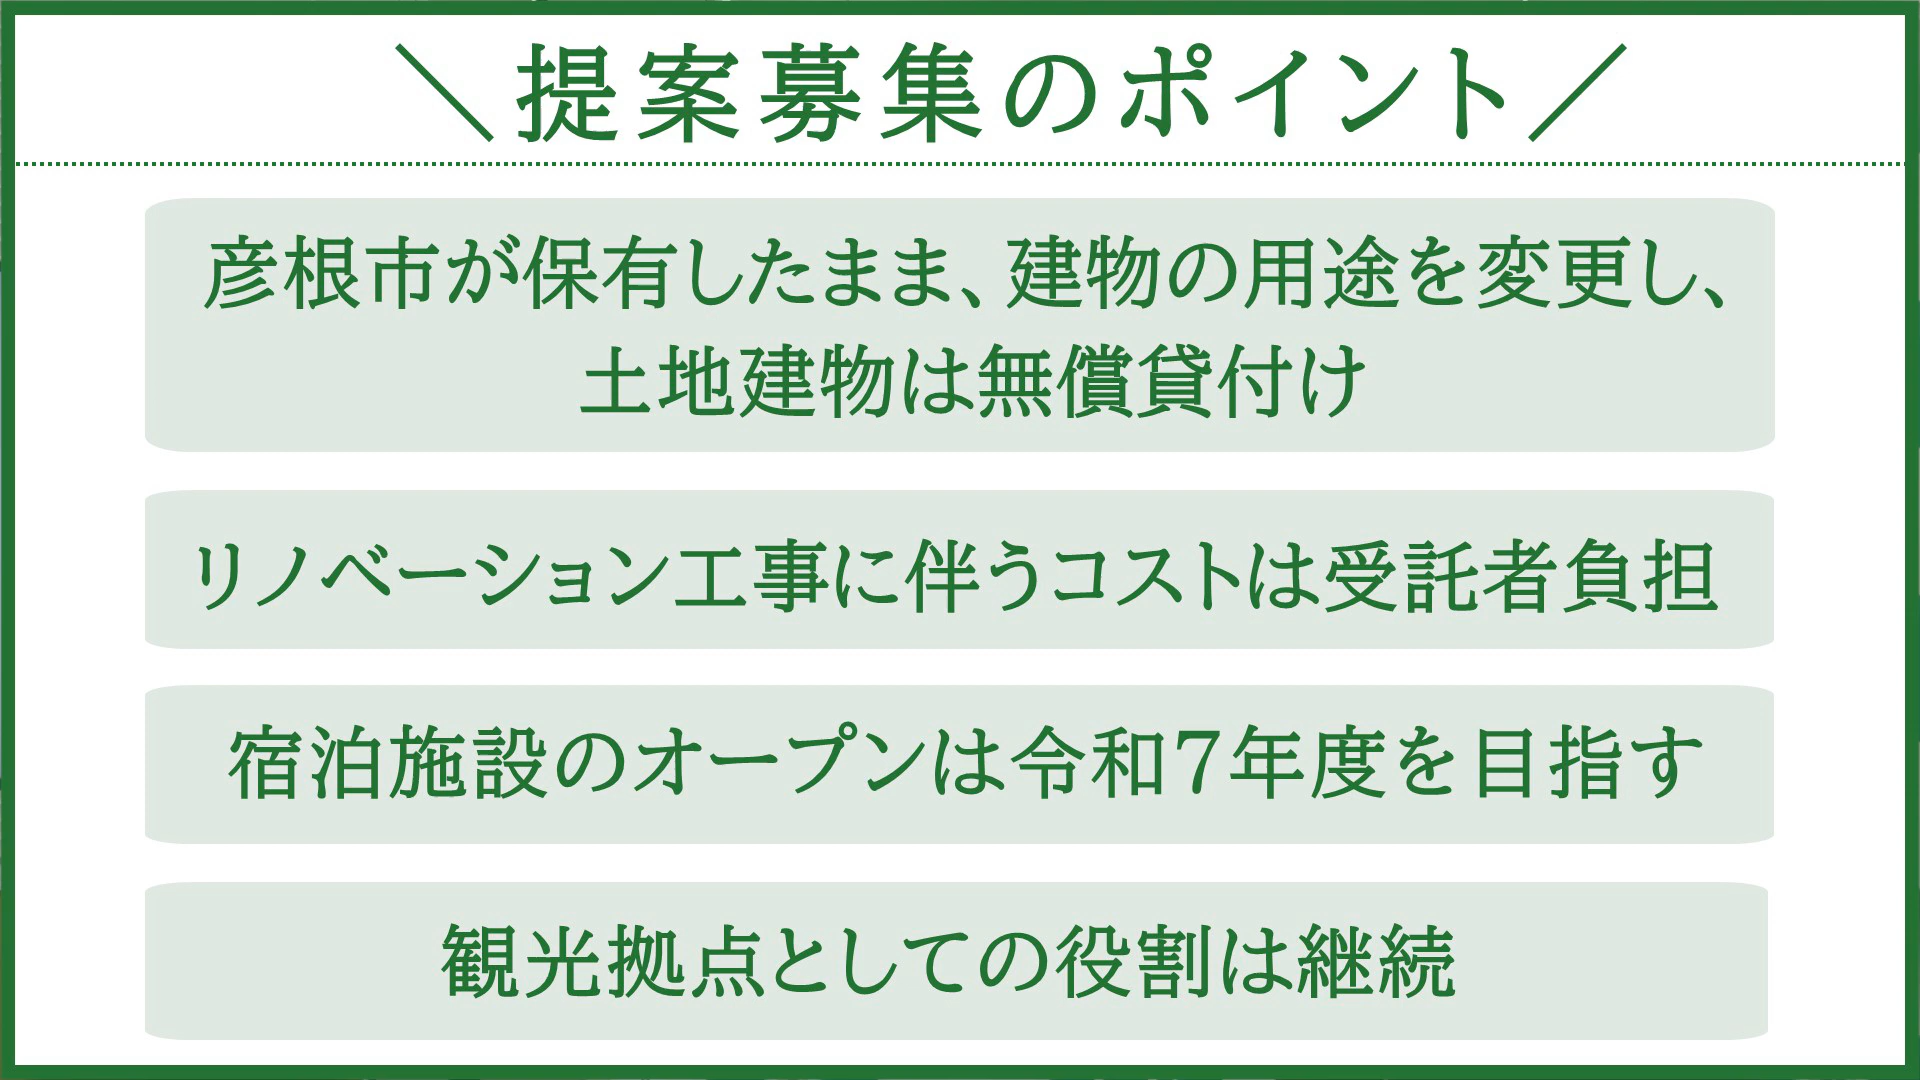 ＼提案募集のポイント／
彦根市が保有したまま、建物の用途を変更し、
土地建物は無償貸付け
リノベーション工事に伴うコストは受託者負担
宿泊施設のオープンは令和7年度を目指す
観光拠点としての役割は継続